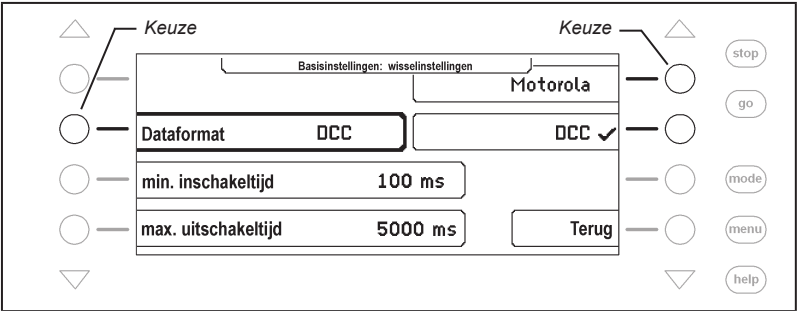 Keuze
Keuze
stop
Basisinstellingen: wisselinstellingen
Motorola
go
Dataformat DCC
DCC ✓
min. inschakeltijd 100 ms
mode
max. uitschakeltijd 5000 ms
Terug
menu
help